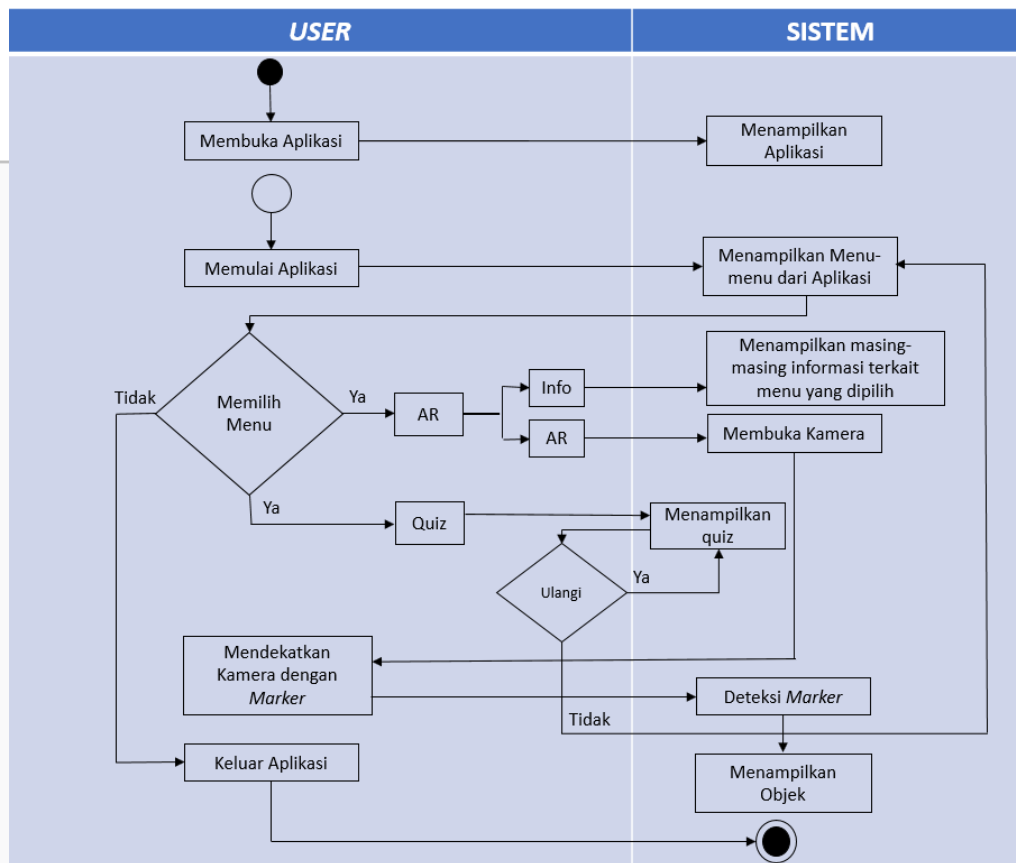 USER
SISTEM
Membuka Aplikasi
Menampilkan
Aplikasi
Memulai Aplikasi
Menampilkan Menu-
menu dari Aplikasi
Tidak
Memilih
Menu
Ya
AR
Info
Menampilkan masing-
masing informasi terkait
menu yang dipilih
AR
Membuka Kamera
Ya
Quiz
Menampilkan
quiz
Ulangi
Ya
Mendekatkan
Kamera dengan
Marker
Deteksi Marker
Tidak
Keluar Aplikasi
Menampilkan
Objek